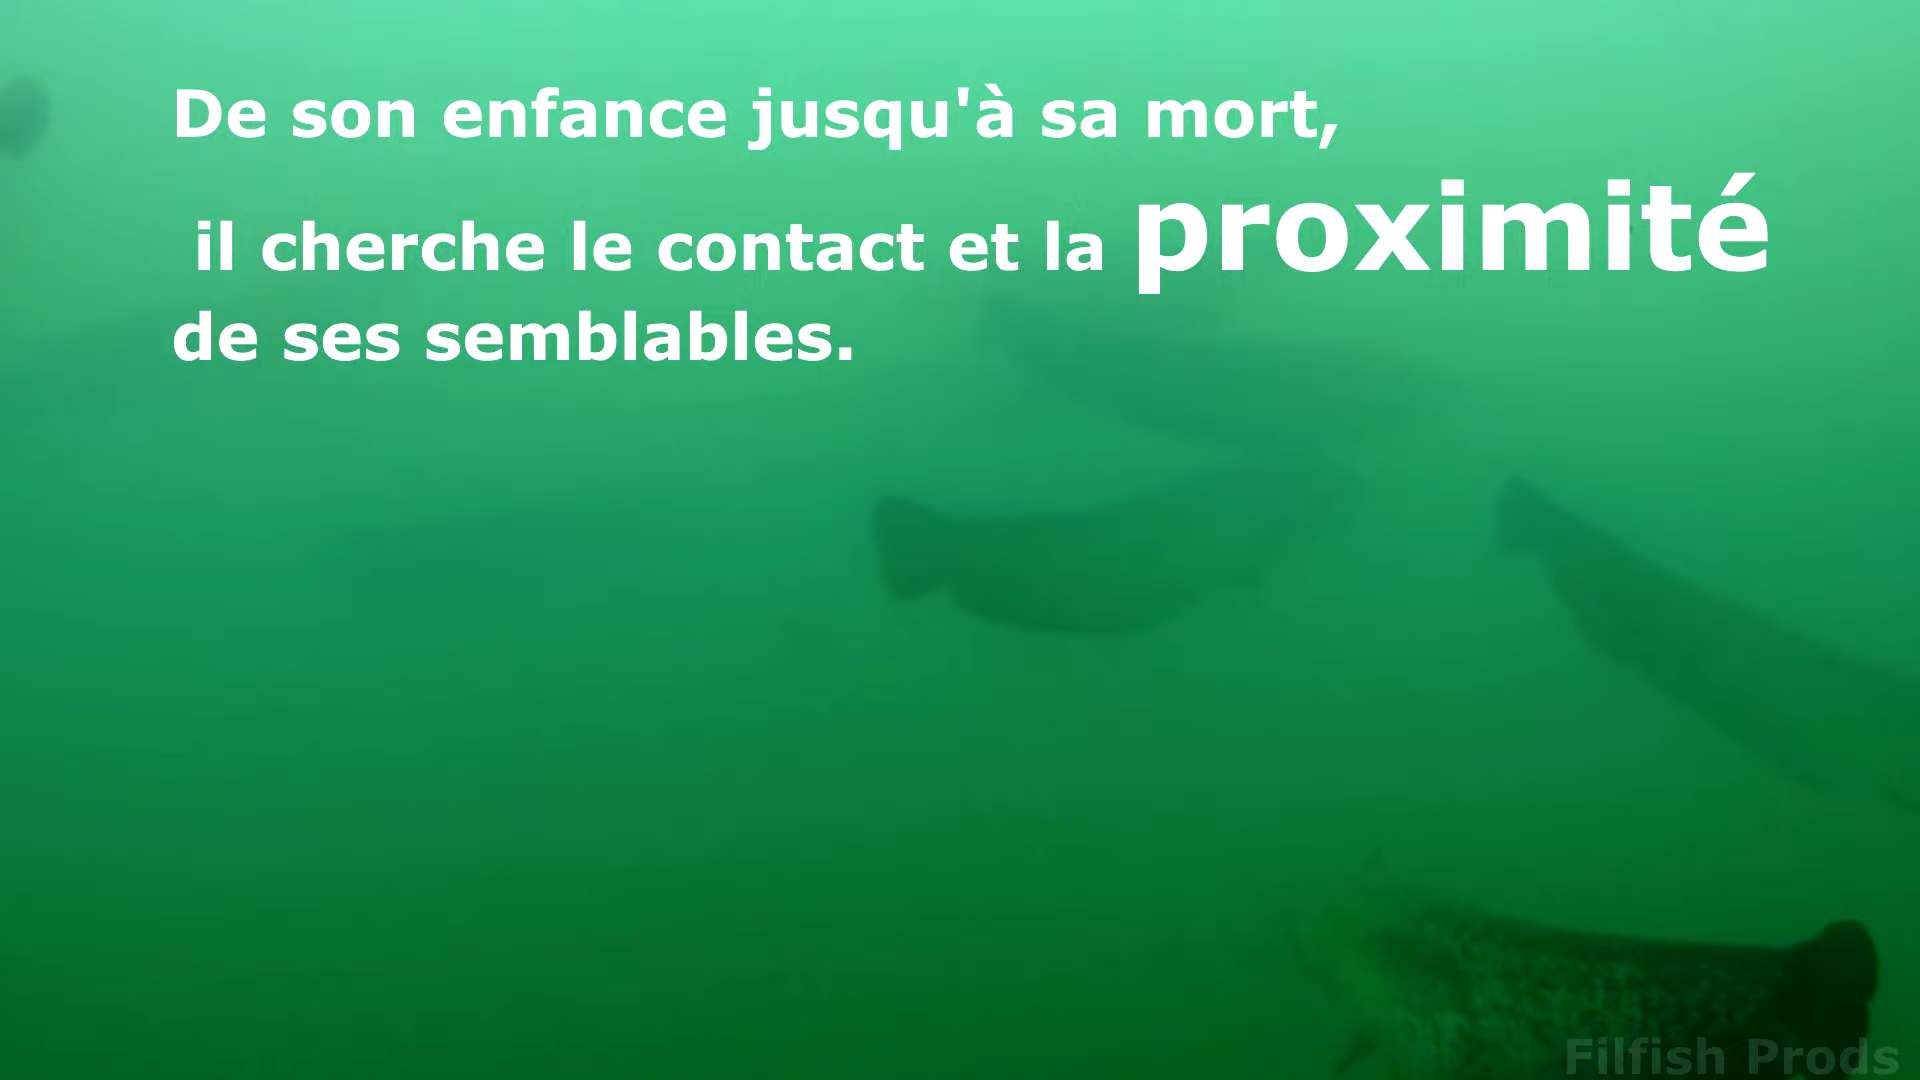 De son enfance jusqu'à sa mort,
il cherche le contact et la proximité
de ses semblables.
Filfish Prods